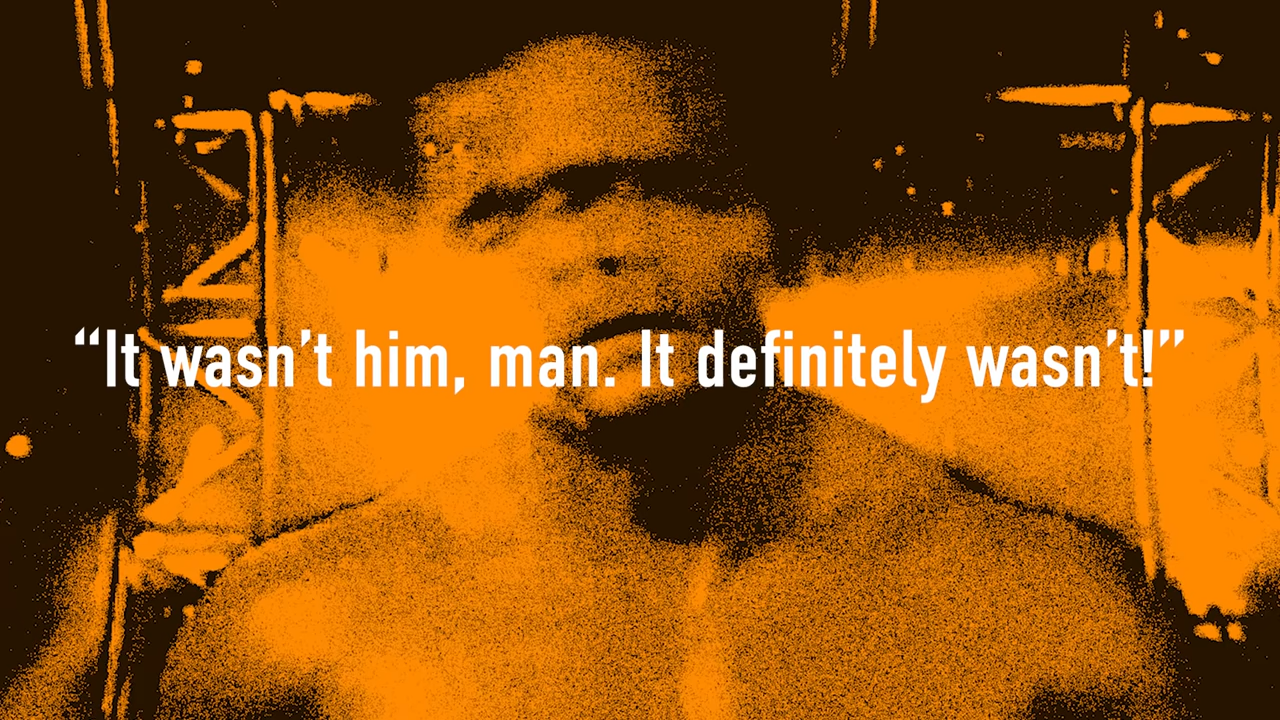 “It wasn’t him, man. It definitely wasn’t!”